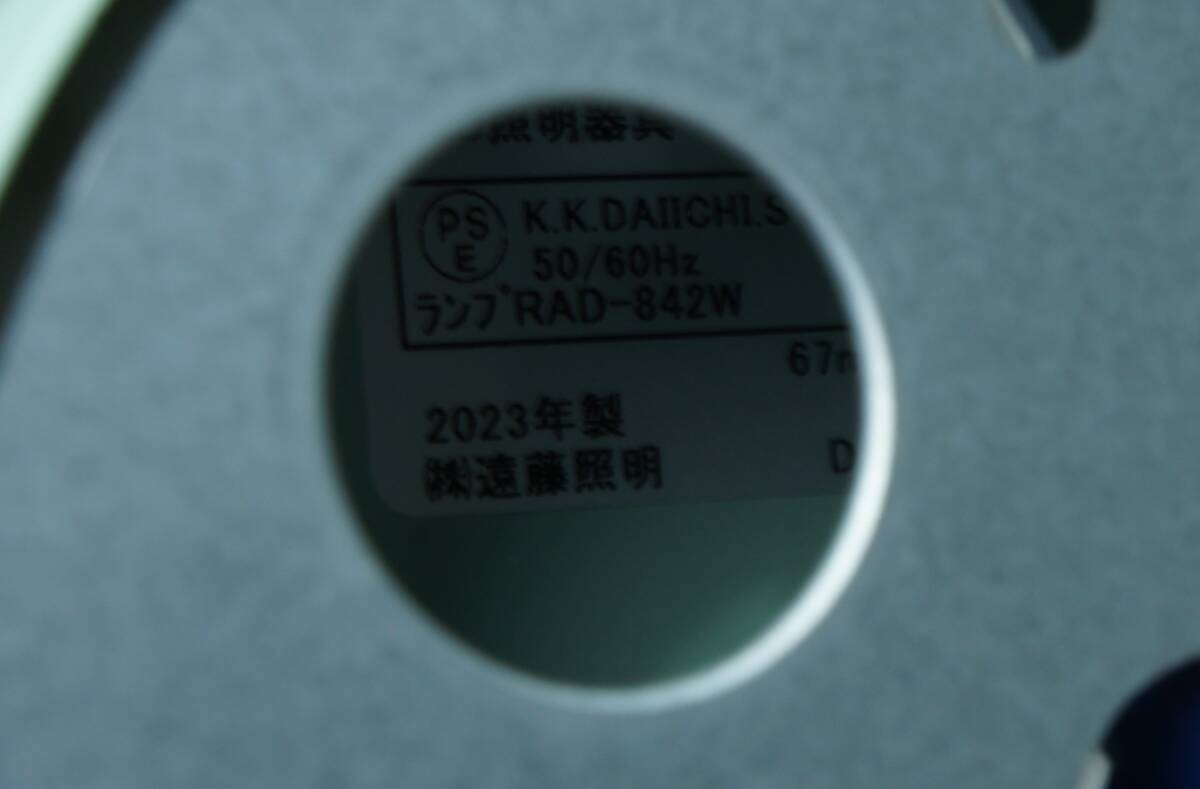 照明器具
PS
E
K.K.DAIICHI.S
50/60Hz
ランプRAD-842W
67m
2023年製
㈱遠藤照明
D